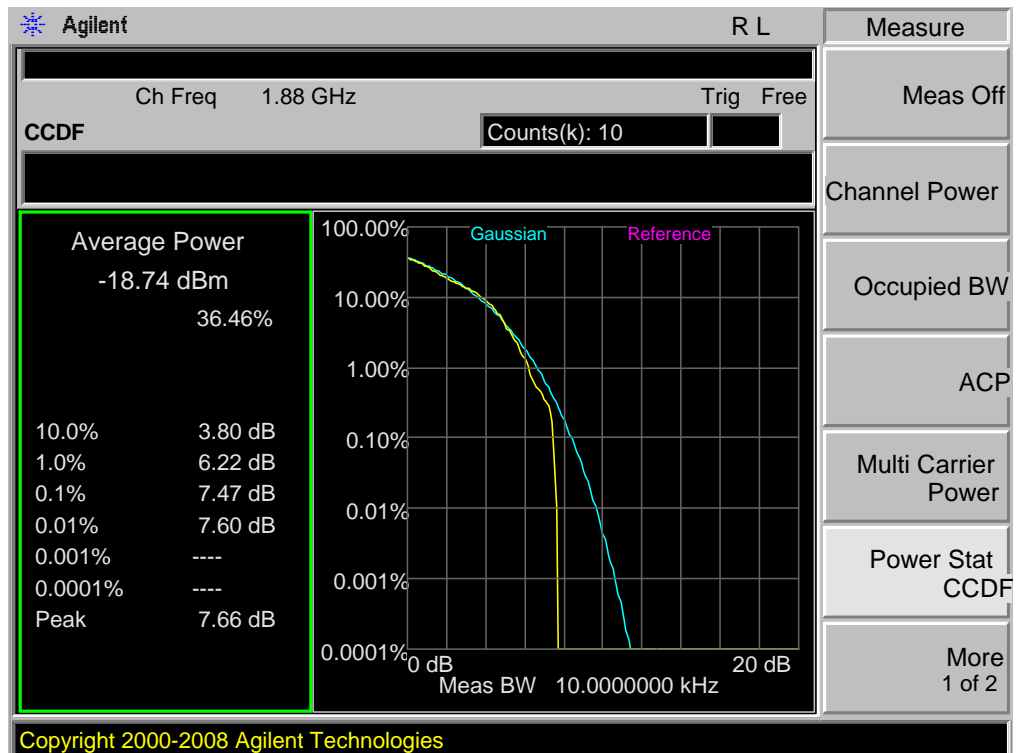 Agilent R L Measure
Ch Freq 1.88 GHz Trig Free
CCDF Counts(k): 10
Meas Off
Channel Power
Occupied BW
ACP
Multi Carrier
Power
Power Stat
CCDF
More
1 of 2
Average Power
-18.74 dBm
36.46%
10.0% 3.80 dB
1.0% 6.22 dB
0.1% 7.47 dB
0.01% 7.60 dB
0.001% ----
0.0001% ----
Peak 7.66 dB
Gaussian Reference
100.00%
10.00%
1.00%
0.10%
0.01%
0.001%
0.0001%
0 dB 20 dB
Meas BW 10.0000000 kHz
Copyright 2000-2008 Agilent Technologies